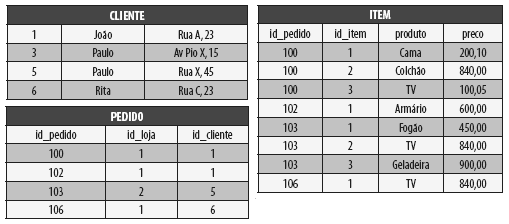 CLIENTE
1 João Rua A, 23
3 Paulo Av Pio X, 15
5 Paulo Rua X, 45
6 Rita Rua C, 23
PEDIDO
id_pedido id_loja id_cliente
100 1 1
102 1 1
103 2 5
106 1 6
ITEM
id_pedido id_item produto preco
100 1 Cama 200,10
100 2 Colchão 840,00
100 3 TV 100,05
102 1 Armário 600,00
103 1 Fogão 450,00
103 2 TV 840,00
103 3 Geladeira 900,00
106 1 TV 840,00